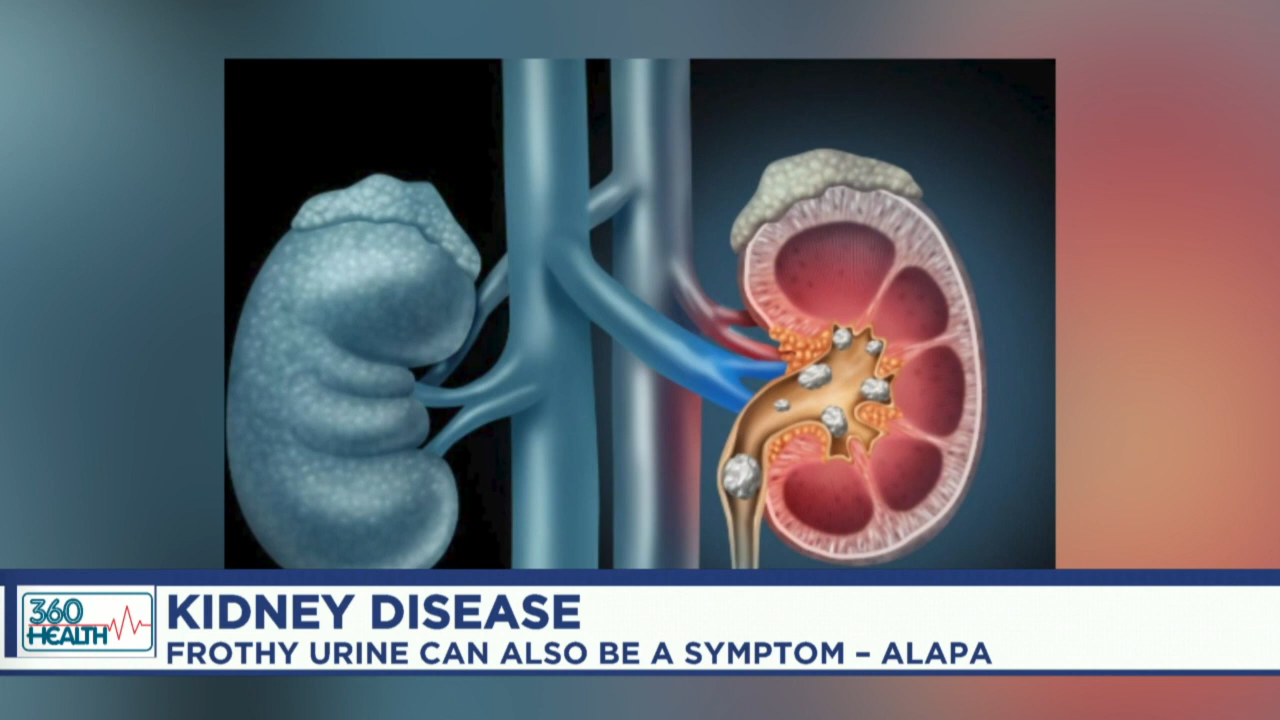 360
HEALTH
KIDNEY DISEASE
FROTHY URINE CAN ALSO BE A SYMPTOM – ALAPA